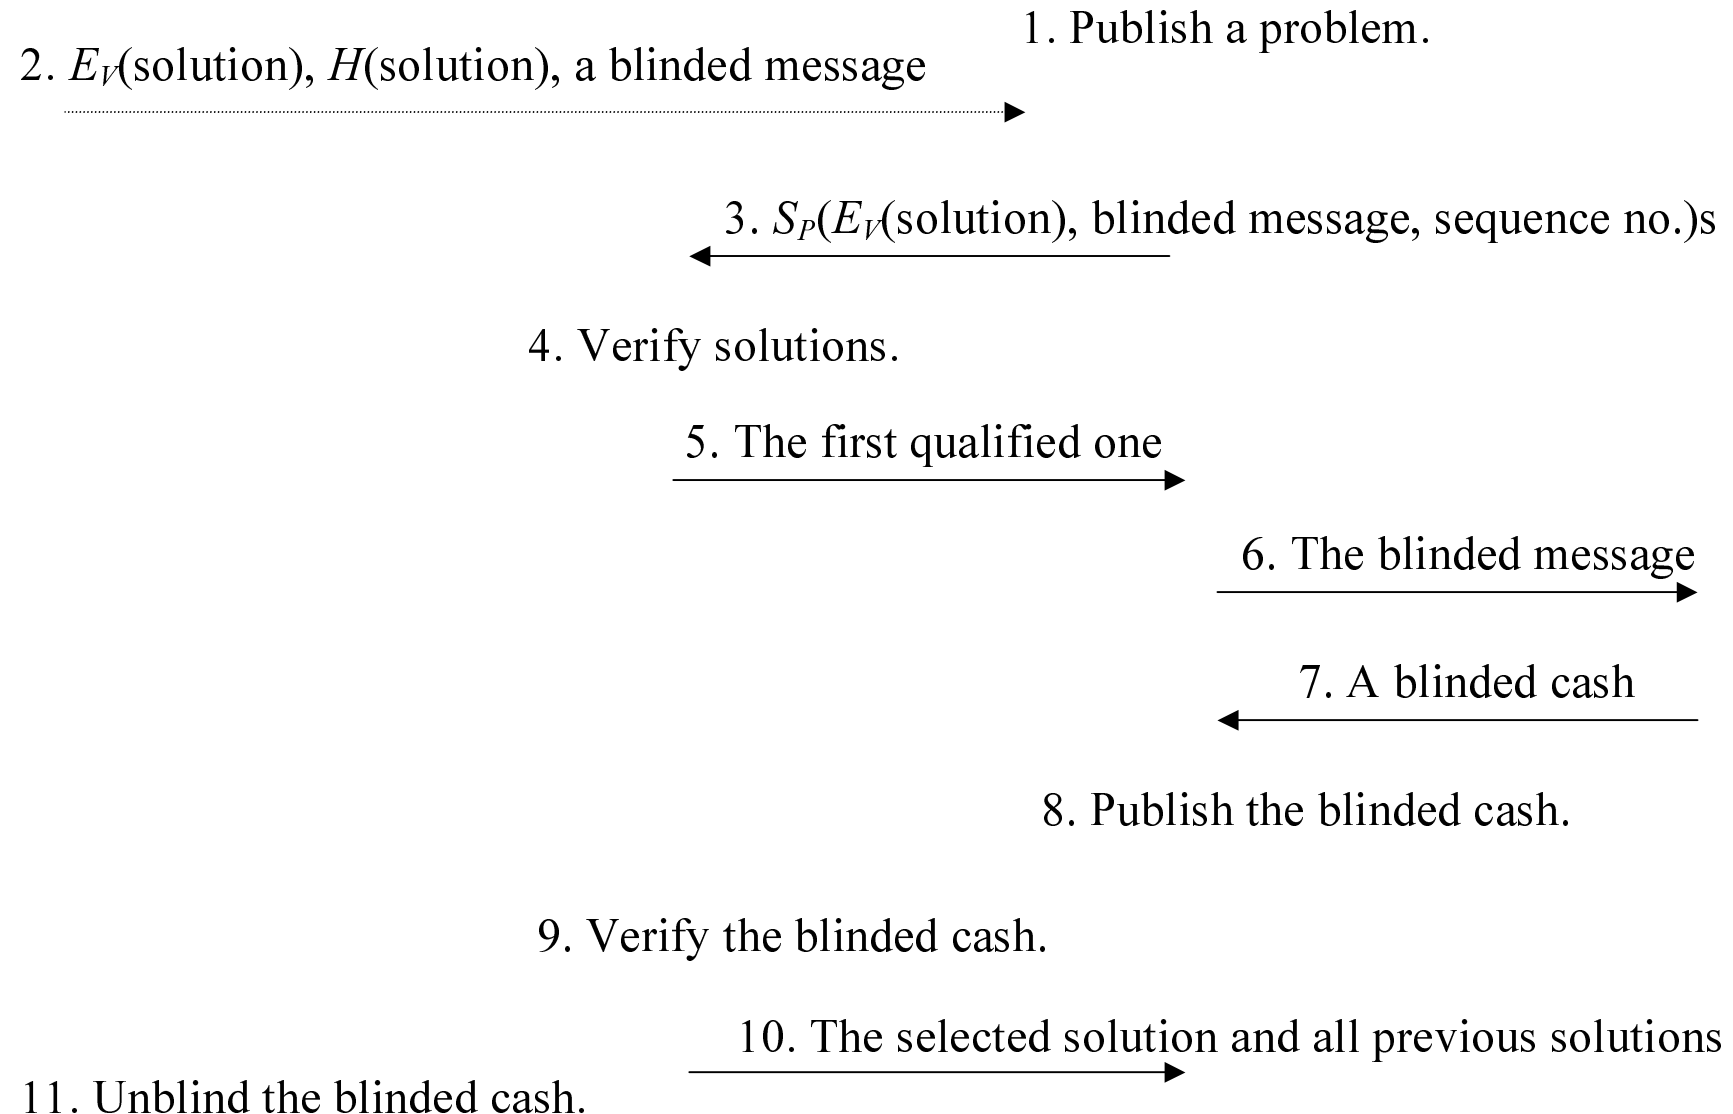 1. Publish a problem.
2. E_V(solution), H(solution), a blinded message
3. S_P(E_V(solution), blinded message, sequence no.)s
4. Verify solutions.
5. The first qualified one
6. The blinded message
7. A blinded cash
8. Publish the blinded cash.
9. Verify the blinded cash.
10. The selected solution and all previous solutions
11. Unblind the blinded cash.